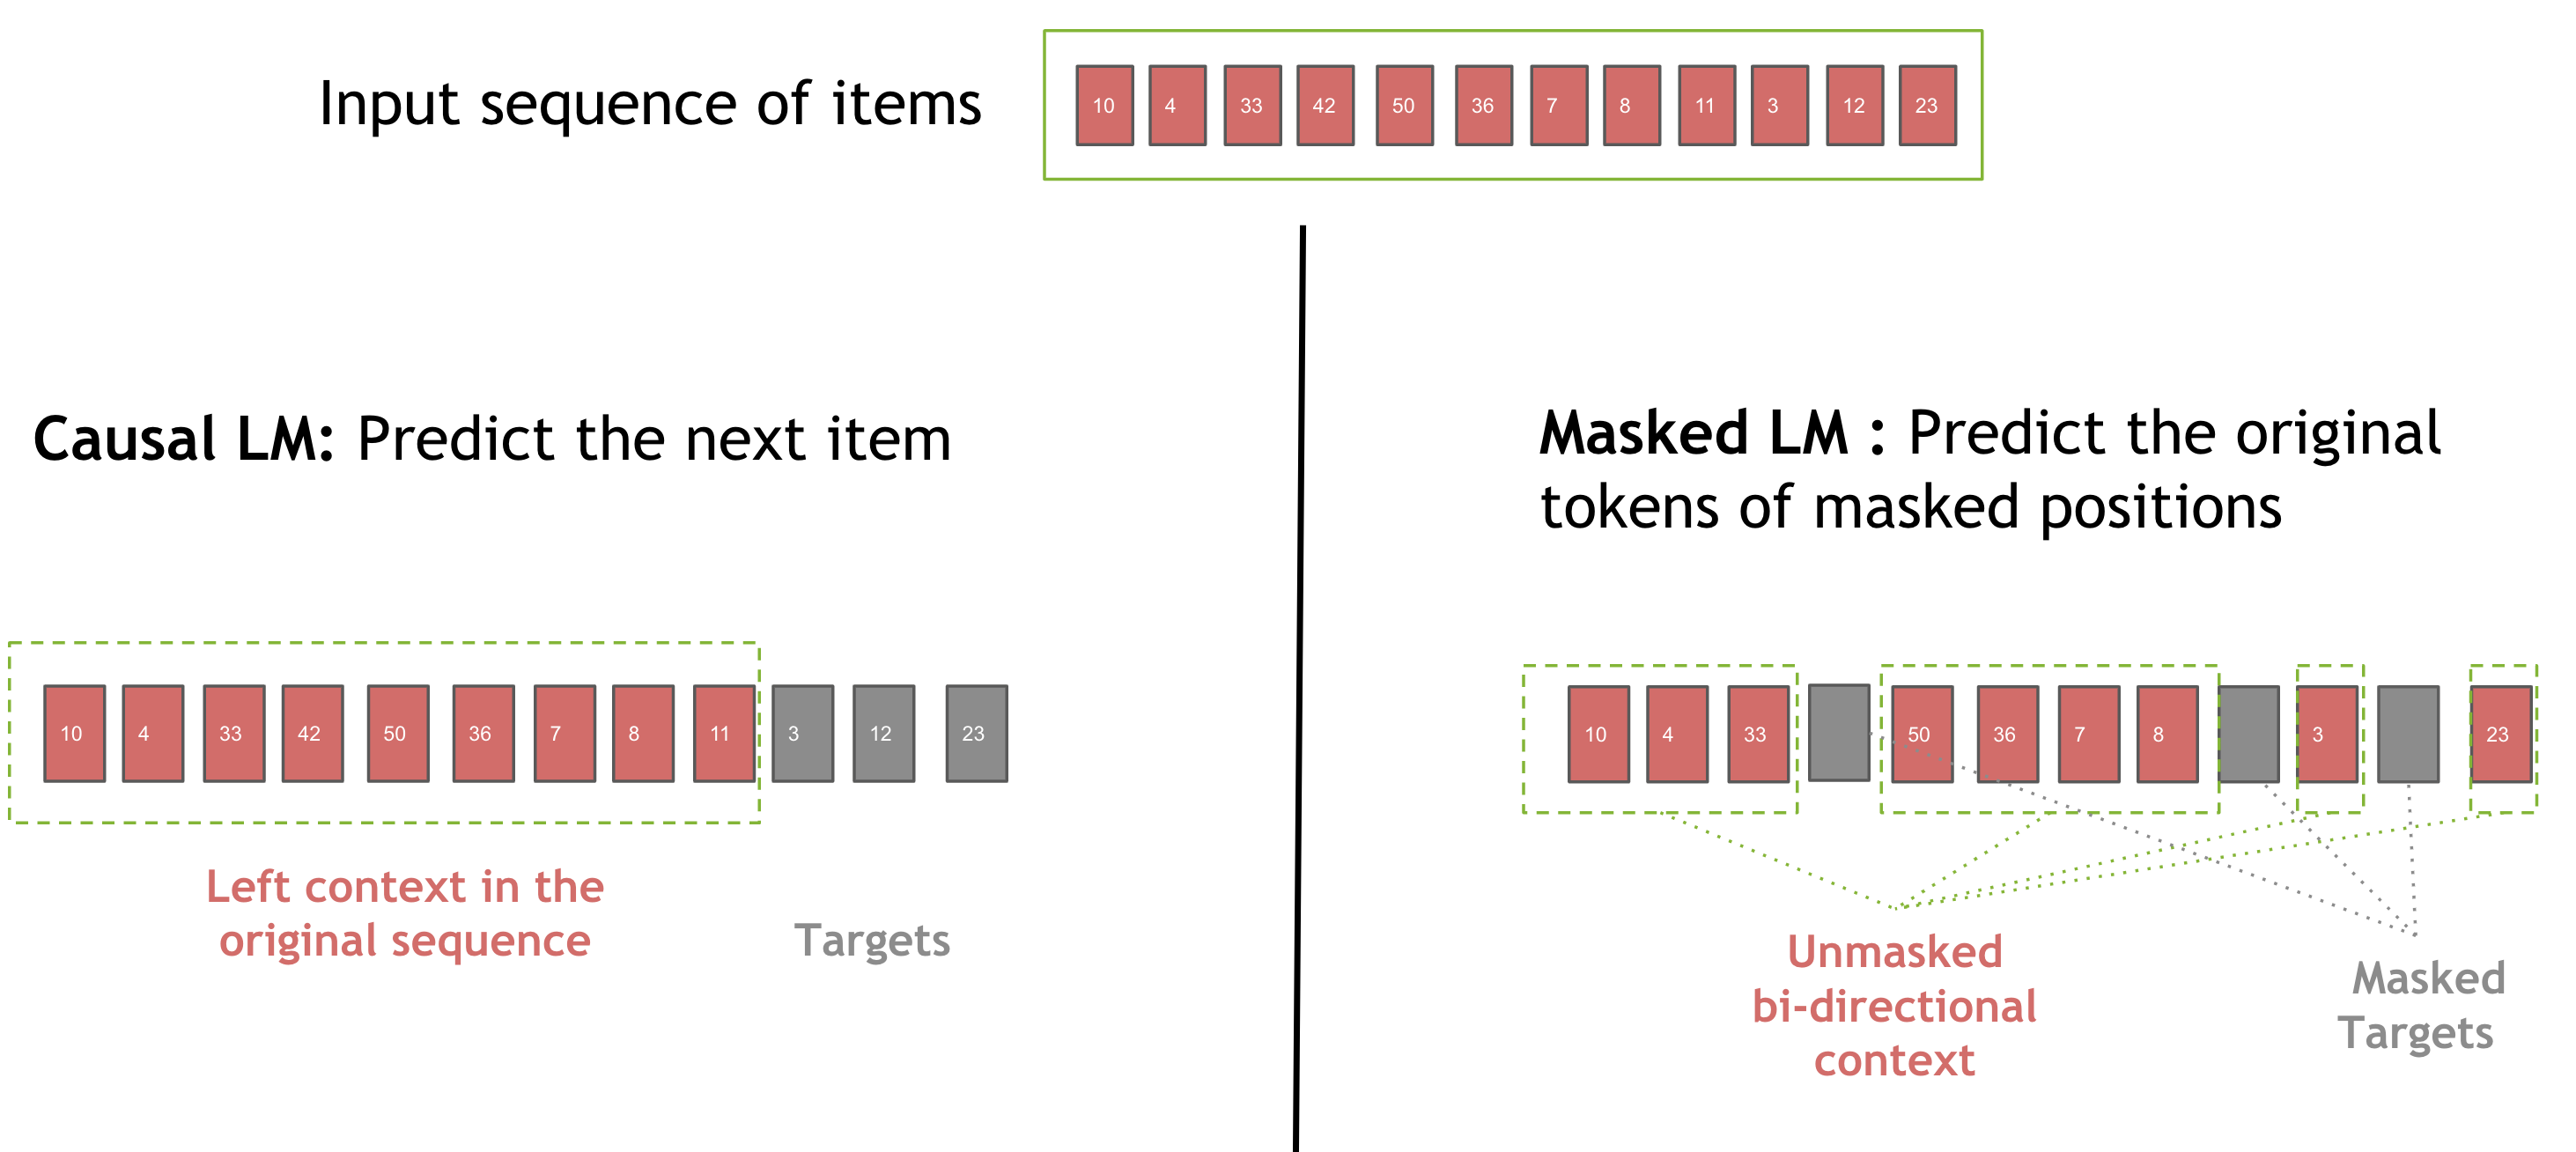 Input sequence of items
10 4 33 42 50 36 7 8 11 3 12 23
Causal LM: Predict the next item
10 4 33 42 50 36 7 8 11 3 12 23
Left context in the
original sequence
Targets
Masked LM : Predict the original
tokens of masked positions
10 4 33 50 36 7 8 3 23
Unmasked
bi-directional
context
Masked
Targets